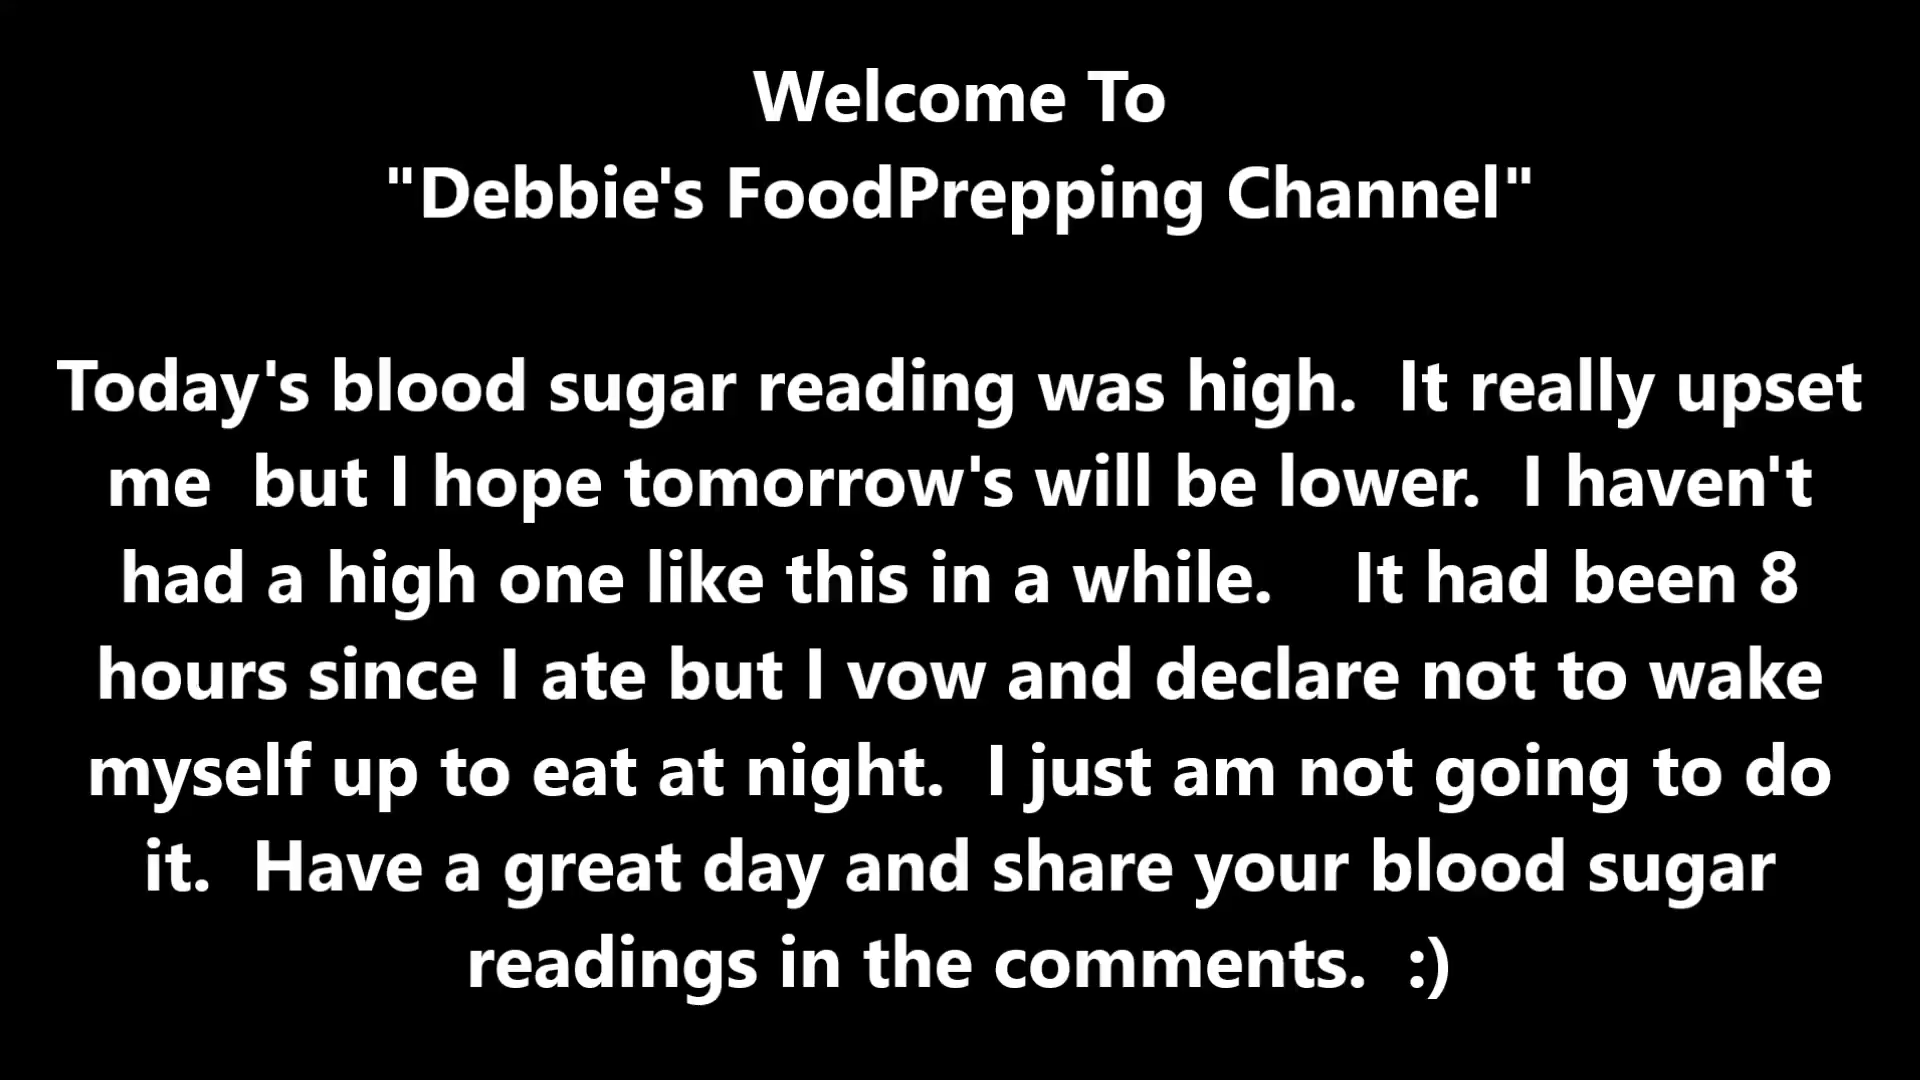 Welcome To
"Debbie's FoodPrepping Channel"
Today's blood sugar reading was high.  It really upset
me  but I hope tomorrow's will be lower.  I haven't
had a high one like this in a while.    It had been 8
hours since I ate but I vow and declare not to wake
myself up to eat at night.  I just am not going to do
it.  Have a great day and share your blood sugar
readings in the comments.  :)